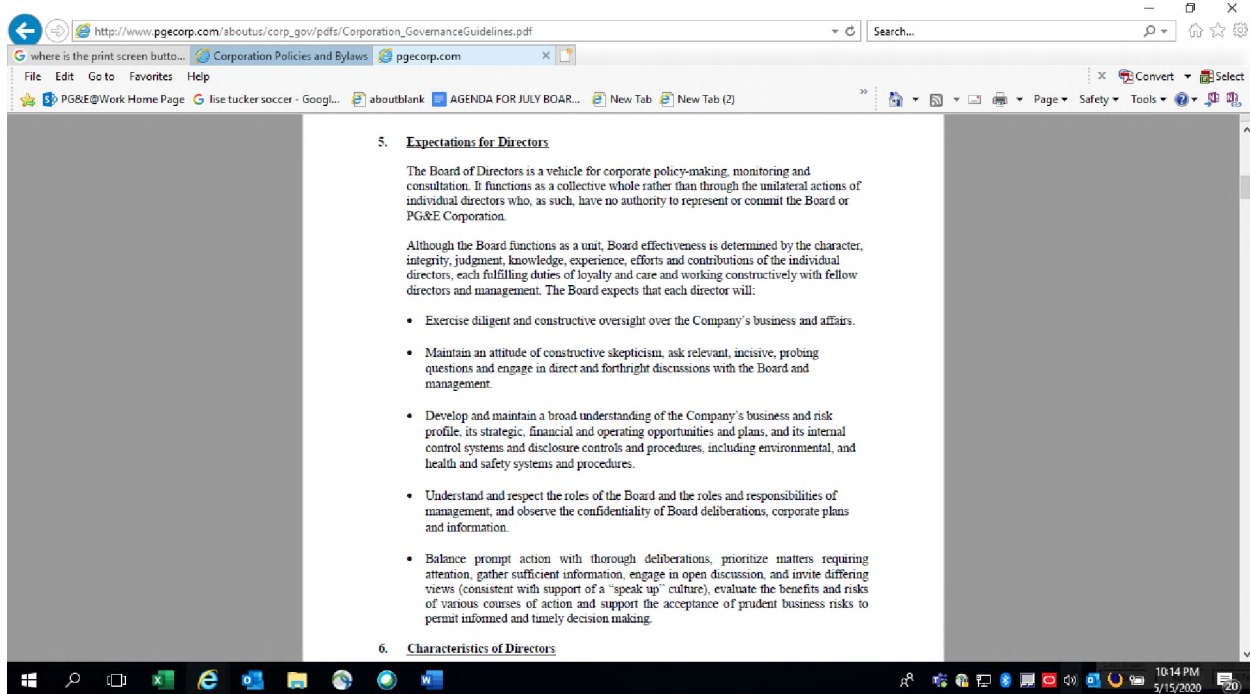 http://www.pgecorp.com/aboutus/corp_gov/pdfs/Corporation_GovernanceGuidelines.pdf
Search...
where is the print screen butto...
Corporation Policies and Bylaws
pgecorp.com
File Edit Go to Favorites Help
Convert Select
PG&E@Work Home Page lise tucker soccer - Googl... aboutblank AGENDA FOR JULY BOAR... New Tab New Tab (2)
Page Safety Tools
5. Expectations for Directors
The Board of Directors is a vehicle for corporate policy-making, monitoring and
consultation. It functions as a collective whole rather than through the unilateral actions of
individual directors who, as such, have no authority to represent or commit the Board or
PG&E Corporation.
Although the Board functions as a unit, Board effectiveness is determined by the character,
integrity, judgment, knowledge, experience, efforts and contributions of the individual
directors, each fulfilling duties of loyalty and care and working constructively with fellow
directors and management. The Board expects that each director will:
• Exercise diligent and constructive oversight over the Company's business and affairs.
• Maintain an attitude of constructive skepticism, ask relevant, incisive, probing
questions and engage in direct and forthright discussions with the Board and
management.
• Develop and maintain a broad understanding of the Company's business and risk
profile, its strategic, financial and operating opportunities and plans, and its internal
control systems and disclosure controls and procedures, including environmental, and
health and safety systems and procedures.
• Understand and respect the roles of the Board and the roles and responsibilities of
management, and observe the confidentiality of Board deliberations, corporate plans
and information.
• Balance prompt action with thorough deliberations, prioritize matters requiring
attention, gather sufficient information, engage in open discussion, and invite differing
views (consistent with support of a "speak up" culture), evaluate the benefits and risks
of various courses of action and support the acceptance of prudent business risks to
permit informed and timely decision making.
6. Characteristics of Directors
10:14 PM
5/15/2020
20